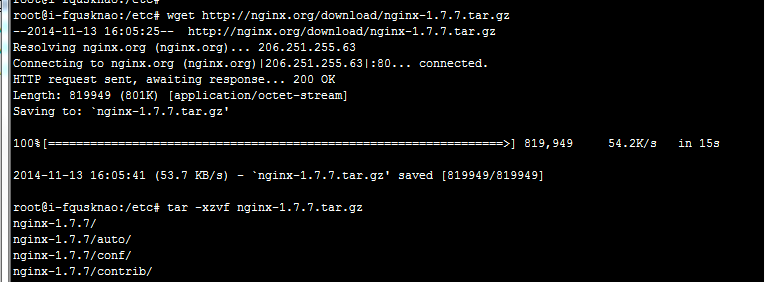 root@i-fqusknao:/etc#
root@i-fqusknao:/etc# wget http://nginx.org/download/nginx-1.7.7.tar.gz
--2014-11-13 16:05:25--  http://nginx.org/download/nginx-1.7.7.tar.gz
Resolving nginx.org (nginx.org)... 206.251.255.63
Connecting to nginx.org (nginx.org)|206.251.255.63|:80... connected.
HTTP request sent, awaiting response... 200 OK
Length: 819949 (801K) [application/octet-stream]
Saving to: `nginx-1.7.7.tar.gz'
100%[=================================================================>] 819,949     54.2K/s   in 15s
2014-11-13 16:05:41 (53.7 KB/s) - `nginx-1.7.7.tar.gz' saved [819949/819949]
root@i-fqusknao:/etc# tar -xzvf nginx-1.7.7.tar.gz
nginx-1.7.7/
nginx-1.7.7/auto/
nginx-1.7.7/conf/
nginx-1.7.7/contrib/